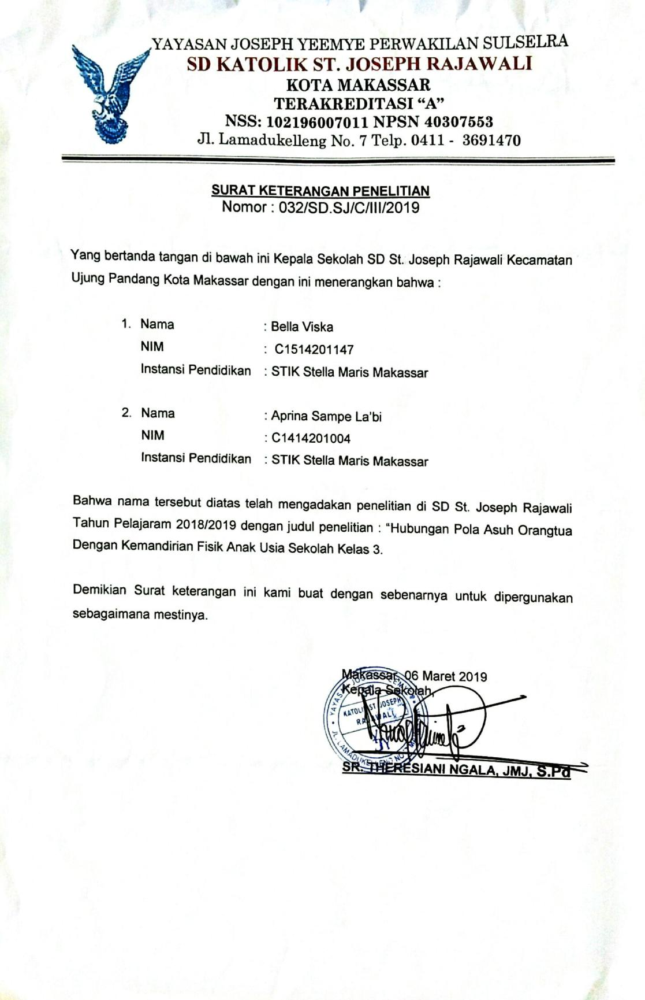 YAYASAN JOSEPH YEEMYE PERWAKILAN SULSELRA
SD KATOLIK ST. JOSEPH RAJAWALI
KOTA MAKASSAR
TERAKREDITASI “A”
NSS: 102196007011 NPSN 40307553
Jl. Lamadukelleng No. 7 Telp. 0411 - 3691470
SURAT KETERANGAN PENELITIAN
Nomor : 032/SD.SJ/C/III/2019
Yang bertanda tangan di bawah ini Kepala Sekolah SD St. Joseph Rajawali Kecamatan
Ujung Pandang Kota Makassar dengan ini menerangkan bahwa :
1. Nama : Bella Viska
NIM : C1514201147
Instansi Pendidikan : STIK Stella Maris Makassar
2. Nama : Aprina Sampe La’bi
NIM : C1414201004
Instansi Pendidikan : STIK Stella Maris Makassar
Bahwa nama tersebut diatas telah mengadakan penelitian di SD St. Joseph Rajawali
Tahun Pelajaram 2018/2019 dengan judul penelitian : “Hubungan Pola Asuh Orangtua
Dengan Kemandirian Fisik Anak Usia Sekolah Kelas 3.
Demikian Surat keterangan ini kami buat dengan sebenarnya untuk dipergunakan
sebagaimana mestinya.
Makassar, 06 Maret 2019
Kepala Sekolah,
KATOLIK ST JOSEPH
RAJAWALI
JL. LAMADUKELLENG NO. 7
SR. THERESIANI NGALA, JMJ, S.Pd